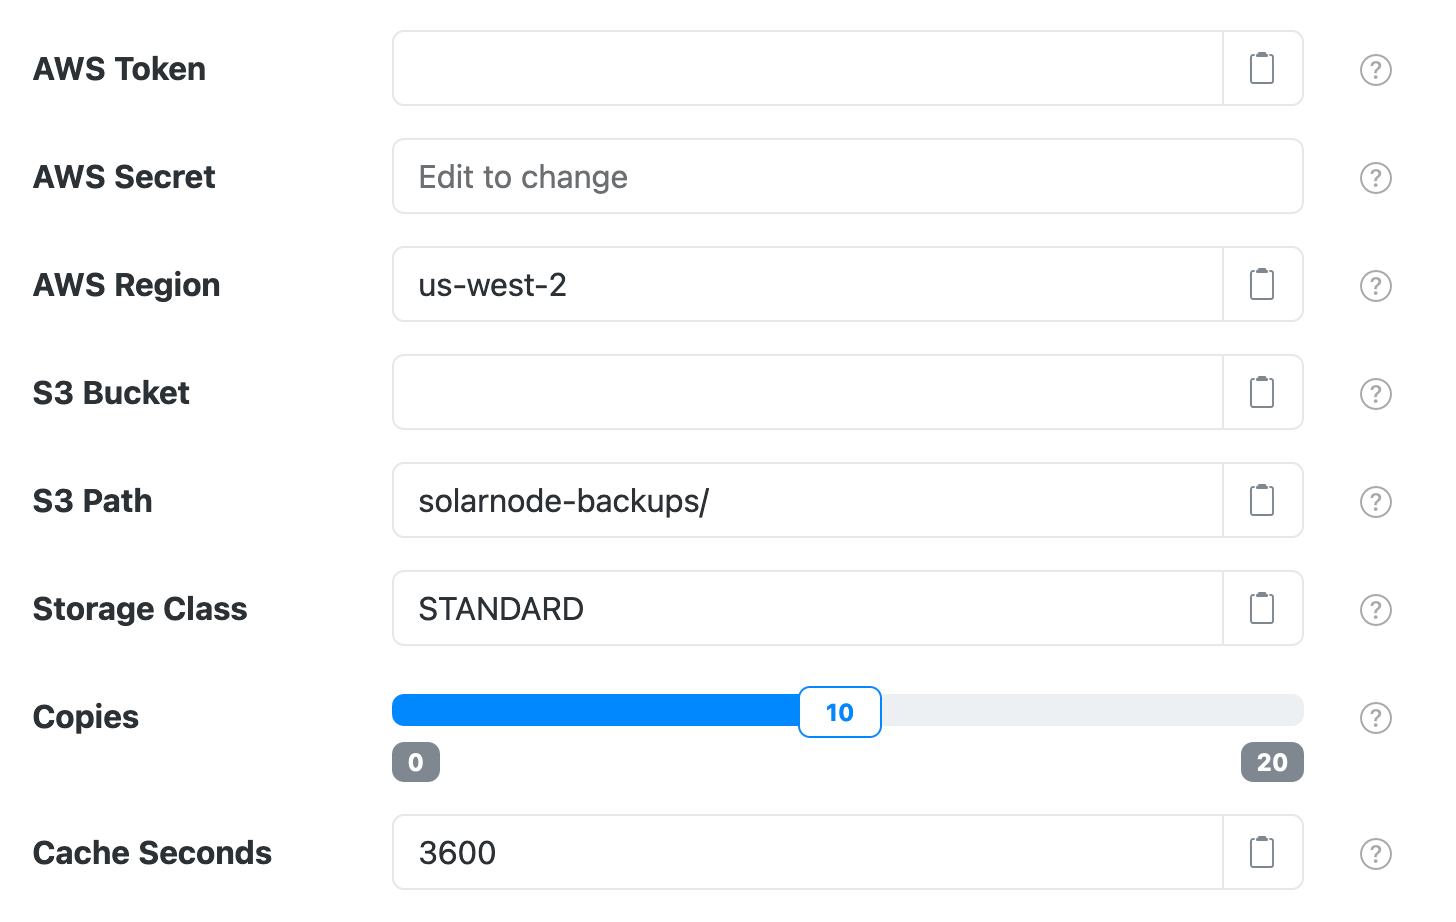 AWS Token
AWS Secret Edit to change
AWS Region us-west-2
S3 Bucket
S3 Path solarnode-backups/
Storage Class STANDARD
Copies 10
0 20
Cache Seconds 3600